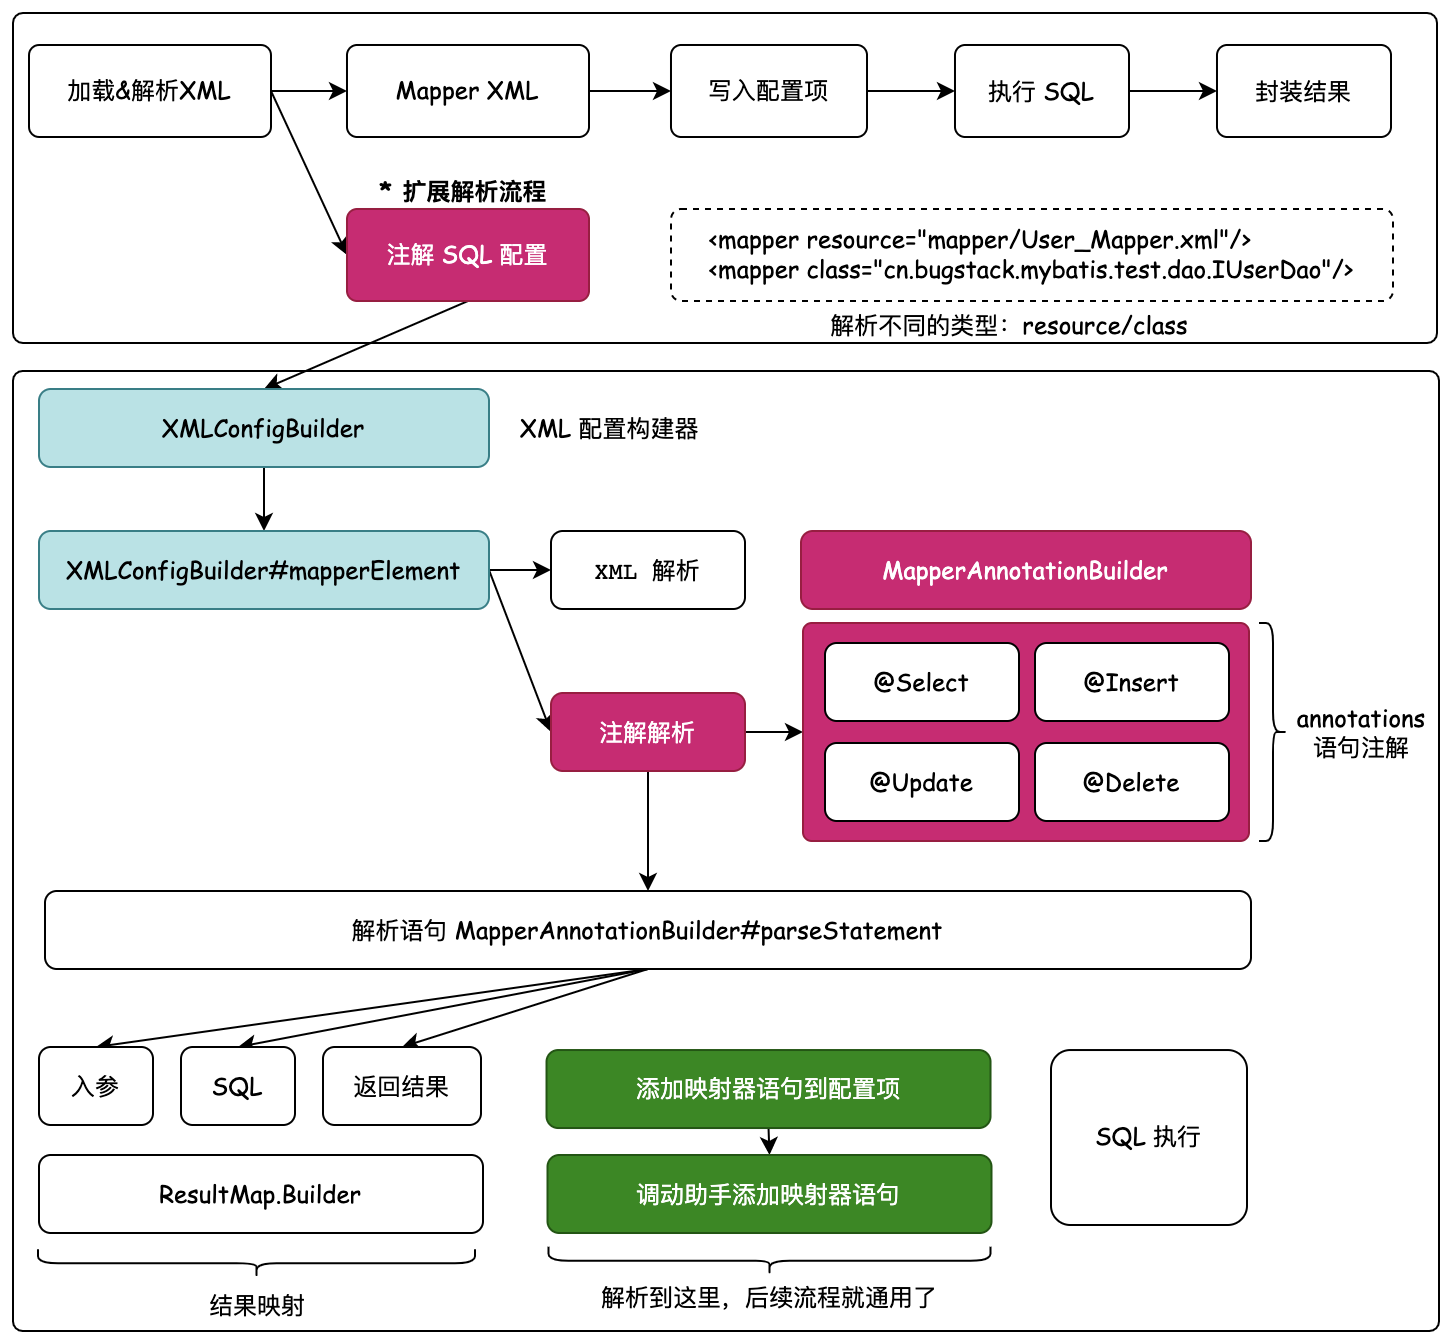 加载&解析XML
Mapper XML
写入配置项
执行 SQL
封装结果
* 扩展解析流程
注解 SQL 配置
<mapper resource="mapper/User_Mapper.xml"/>
<mapper class="cn.bugstack.mybatis.test.dao.IUserDao"/>
解析不同的类型：resource/class
XMLConfigBuilder
XML 配置构建器
XMLConfigBuilder#mapperElement
XML 解析
MapperAnnotationBuilder
@Select
@Insert
注解解析
annotations
语句注解
@Update
@Delete
解析语句 MapperAnnotationBuilder#parseStatement
入参
SQL
返回结果
添加映射器语句到配置项
SQL 执行
ResultMap.Builder
调动助手添加映射器语句
结果映射
解析到这里，后续流程就通用了